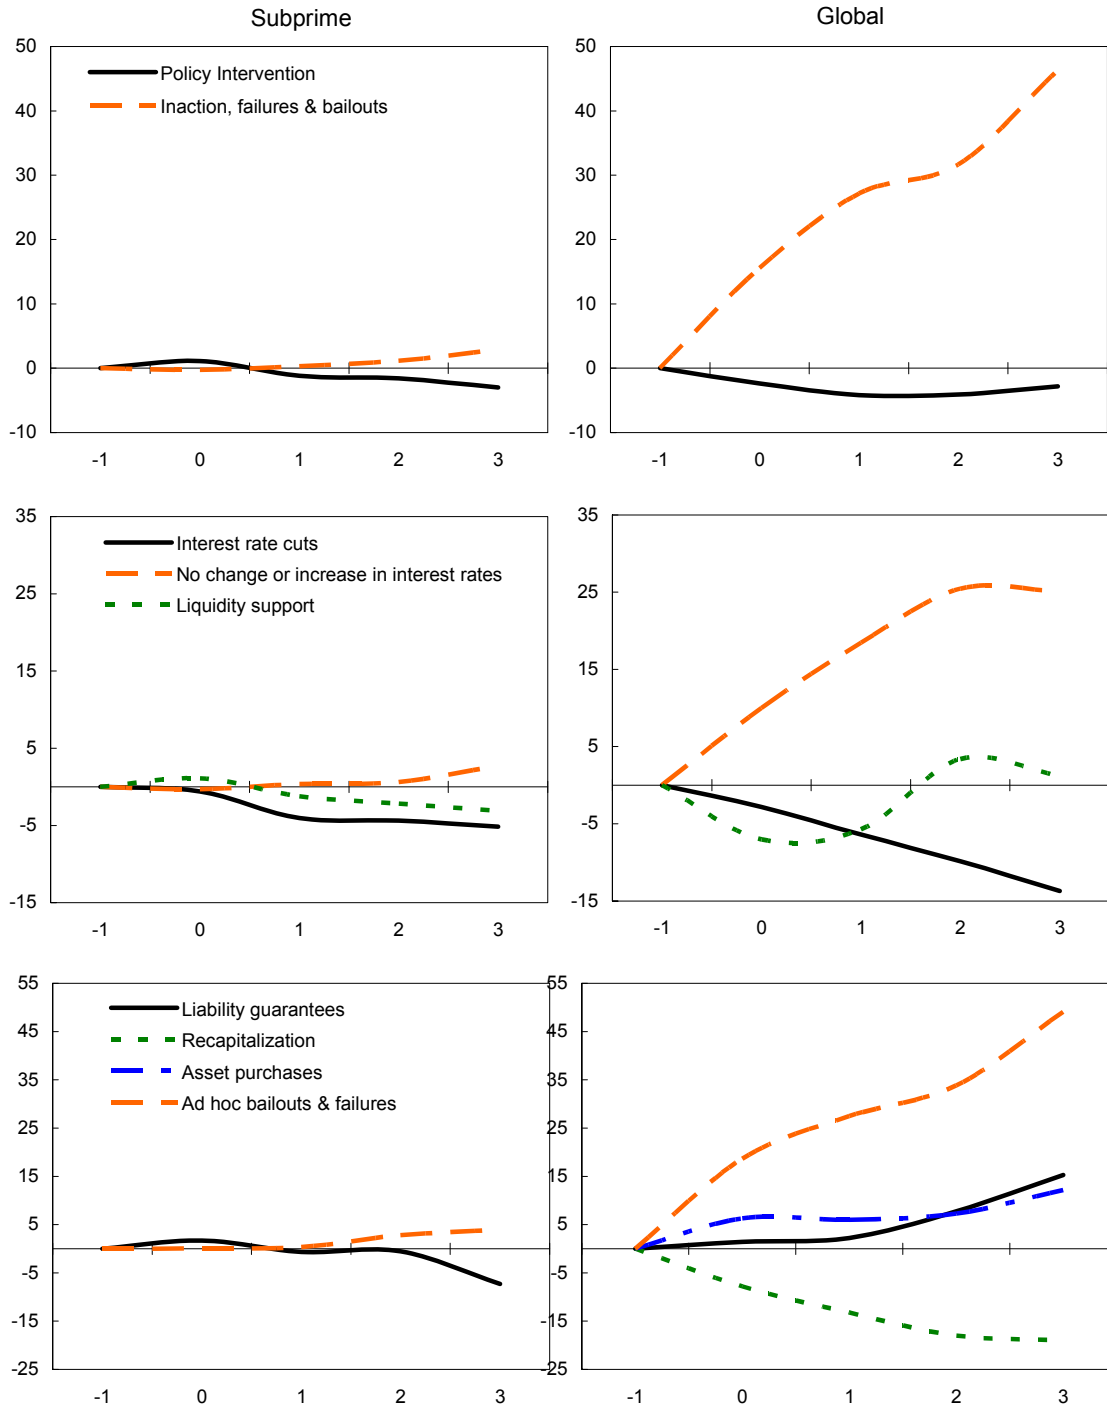 Subprime
Global
50
40
30
20
10
0
-10
Policy Intervention
Inaction, failures & bailouts
-1 0 1 2 3
50
40
30
20
10
0
-10
-1 0 1 2 3
35
25
15
5
-5
-15
Interest rate cuts
No change or increase in interest rates
Liquidity support
-1 0 1 2 3
35
25
15
5
-5
-15
-1 0 1 2 3
55
45
35
25
15
5
-5
-15
-25
Liability guarantees
Recapitalization
Asset purchases
Ad hoc bailouts & failures
-1 0 1 2 3
55
45
35
25
15
5
-5
-15
-25
-1 0 1 2 3